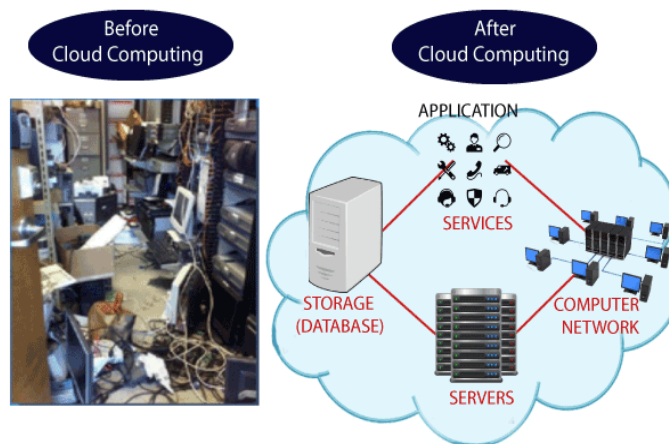 Before
Cloud Computing
After
Cloud Computing
APPLICATION
SERVICES
STORAGE
(DATABASE)
COMPUTER
NETWORK
SERVERS